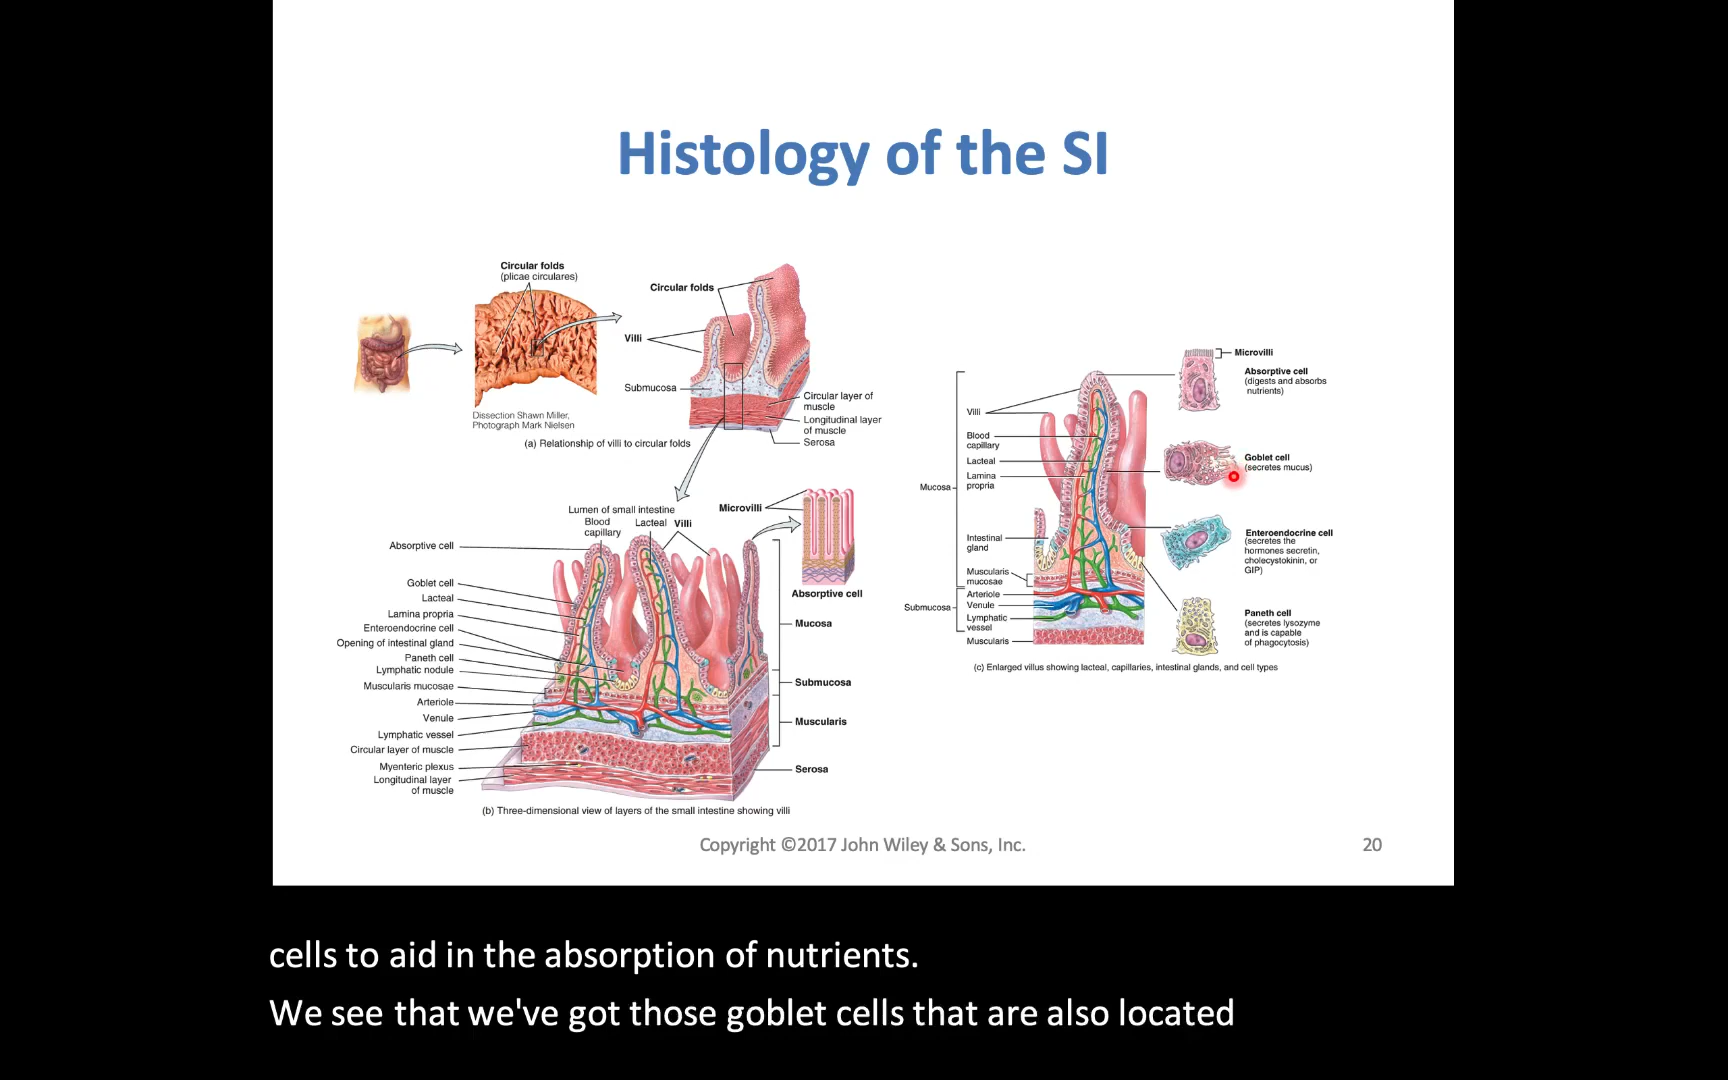 Histology of the SI
Circular folds
(plicae circulares)
Dissection Shawn Miller,
Photograph Mark Nielsen
Circular folds
Villi
Submucosa
Circular layer of
muscle
Longitudinal layer
of muscle
Serosa
(a) Relationship of villi to circular folds
Lumen of small intestine
Blood
capillary
Lacteal
Villi
Microvilli
Absorptive cell
Absorptive cell
Goblet cell
Lacteal
Lamina propria
Enteroendocrine cell
Opening of intestinal gland
Paneth cell
Lymphatic nodule
Muscularis mucosae
Arteriole
Venule
Lymphatic vessel
Circular layer of muscle
Myenteric plexus
Longitudinal layer
of muscle
Mucosa
Submucosa
Muscularis
Serosa
(b) Three-dimensional view of layers of the small intestine showing villi
Villi
Blood
capillary
Lacteal
Lamina
propria
Mucosa
Intestinal
gland
Muscularis
mucosae
Arteriole
Submucosa
Venule
Lymphatic
vessel
Muscularis
Microvilli
Absorptive cell
(digests and absorbs
nutrients)
Goblet cell
(secretes mucus)
Enteroendocrine cell
(secretes the
hormones secretin,
cholecystokinin, or
GIP)
Paneth cell
(secretes lysozyme
and is capable
of phagocytosis)
(c) Enlarged villus showing lacteal, capillaries, intestinal glands, and cell types
Copyright ©2017 John Wiley & Sons, Inc.
20
cells to aid in the absorption of nutrients.
We see that we've got those goblet cells that are also located